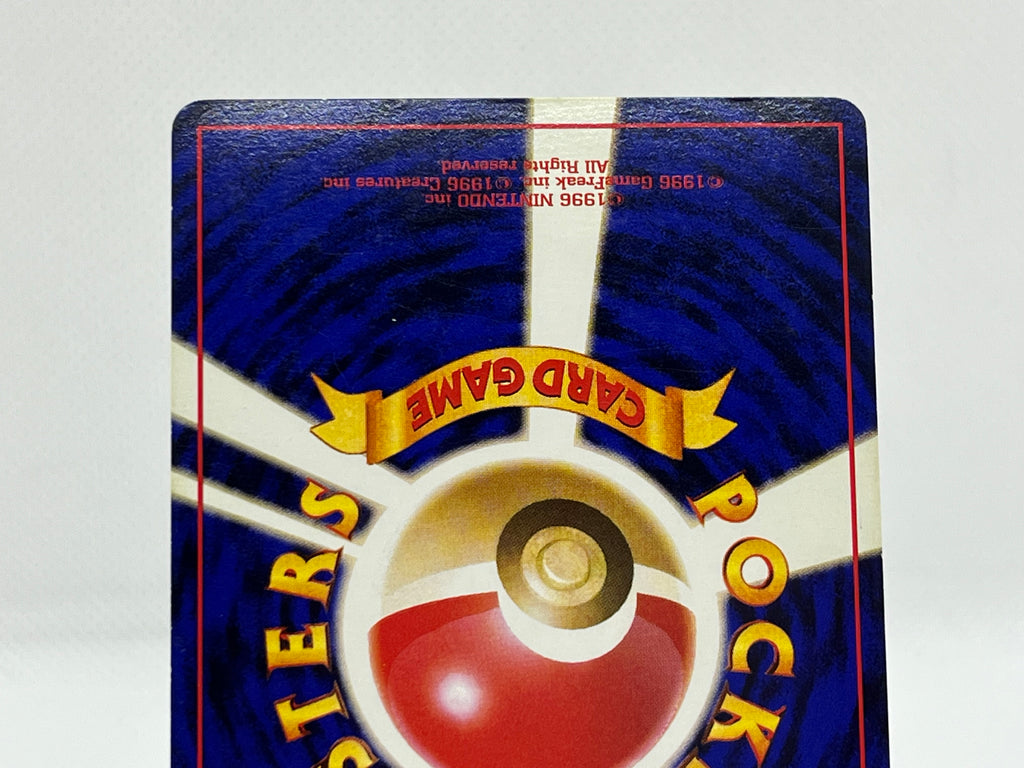 ©1996 NINTENDO inc.
©1996 GameFreak inc. ©1996 Creatures inc.
All Rights reserved.
CARD GAME
POCK
STERS